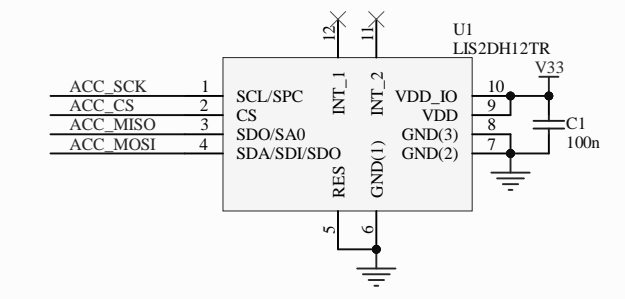 U1
LIS2DH12TR
V33
12
11
ACC_SCK 1 SCL/SPC
ACC_CS 2 CS
ACC_MISO 3 SDO/SA0
ACC_MOSI 4 SDA/SDI/SDO
INT_1
INT_2
VDD_IO 10
VDD 9
GND(3) 8
GND(2) 7
C1
100n
RES
GND(1)
5
6